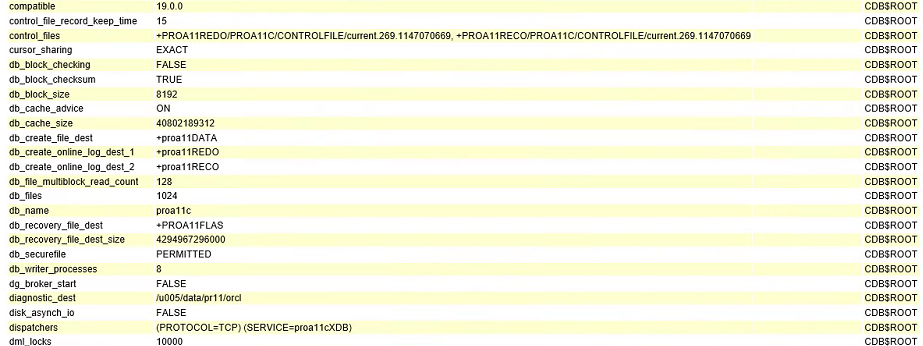 compatible 19.0.0 CDB$ROOT
control_file_record_keep_time 15 CDB$ROOT
control_files +PROA11REDO/PROA11C/CONTROLFILE/current.269.1147070669, +PROA11RECO/PROA11C/CONTROLFILE/current.269.1147070669 CDB$ROOT
cursor_sharing EXACT CDB$ROOT
db_block_checking FALSE CDB$ROOT
db_block_checksum TRUE CDB$ROOT
db_block_size 8192 CDB$ROOT
db_cache_advice ON CDB$ROOT
db_cache_size 40802189312 CDB$ROOT
db_create_file_dest +proa11DATA CDB$ROOT
db_create_online_log_dest_1 +proa11REDO CDB$ROOT
db_create_online_log_dest_2 +proa11RECO CDB$ROOT
db_file_multiblock_read_count 128 CDB$ROOT
db_files 1024 CDB$ROOT
db_name proa11c CDB$ROOT
db_recovery_file_dest +PROA11FLAS CDB$ROOT
db_recovery_file_dest_size 4294967296000 CDB$ROOT
db_securefile PERMITTED CDB$ROOT
db_writer_processes 8 CDB$ROOT
dg_broker_start FALSE CDB$ROOT
diagnostic_dest /u005/data/pr11/orcl CDB$ROOT
disk_asynch_io FALSE CDB$ROOT
dispatchers (PROTOCOL=TCP) (SERVICE=proa11cXDB) CDB$ROOT
dml_locks 10000 CDB$ROOT